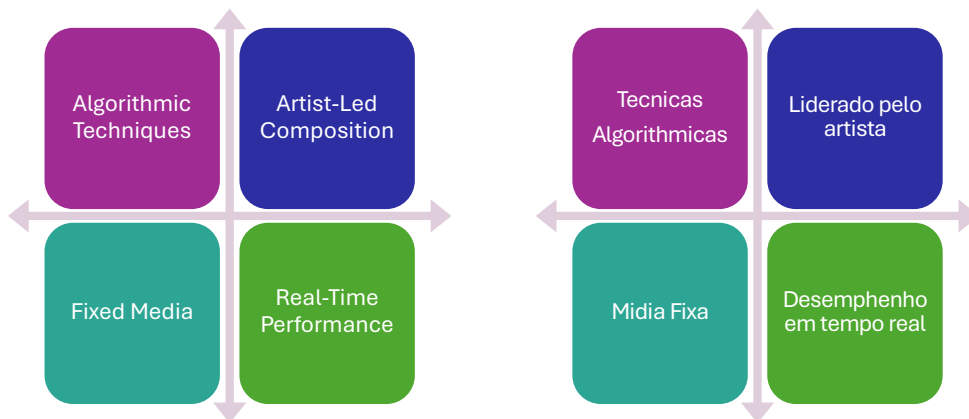 Algorithmic
Techniques
Artist-Led
Composition
Fixed Media
Real-Time
Performance
Tecnicas
Algorithmicas
Liderado pelo
artista
Midia Fixa
Desemphenho
em tempo real